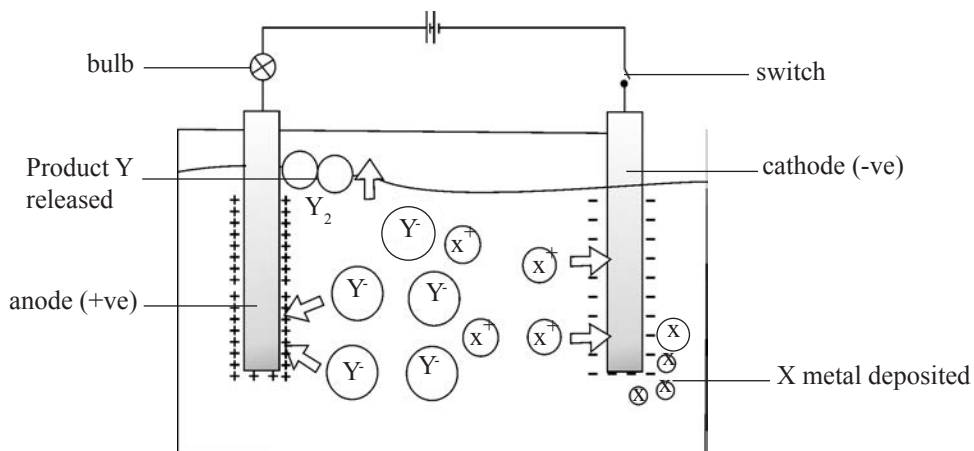 bulb
switch
Product Y
released
cathode (-ve)
Y₂
Y⁻
x⁺
x⁺
Y⁻
Y⁻
anode (+ve)
x⁺
x⁺
x
Y⁻
Y⁻
x
X metal deposited
x
x